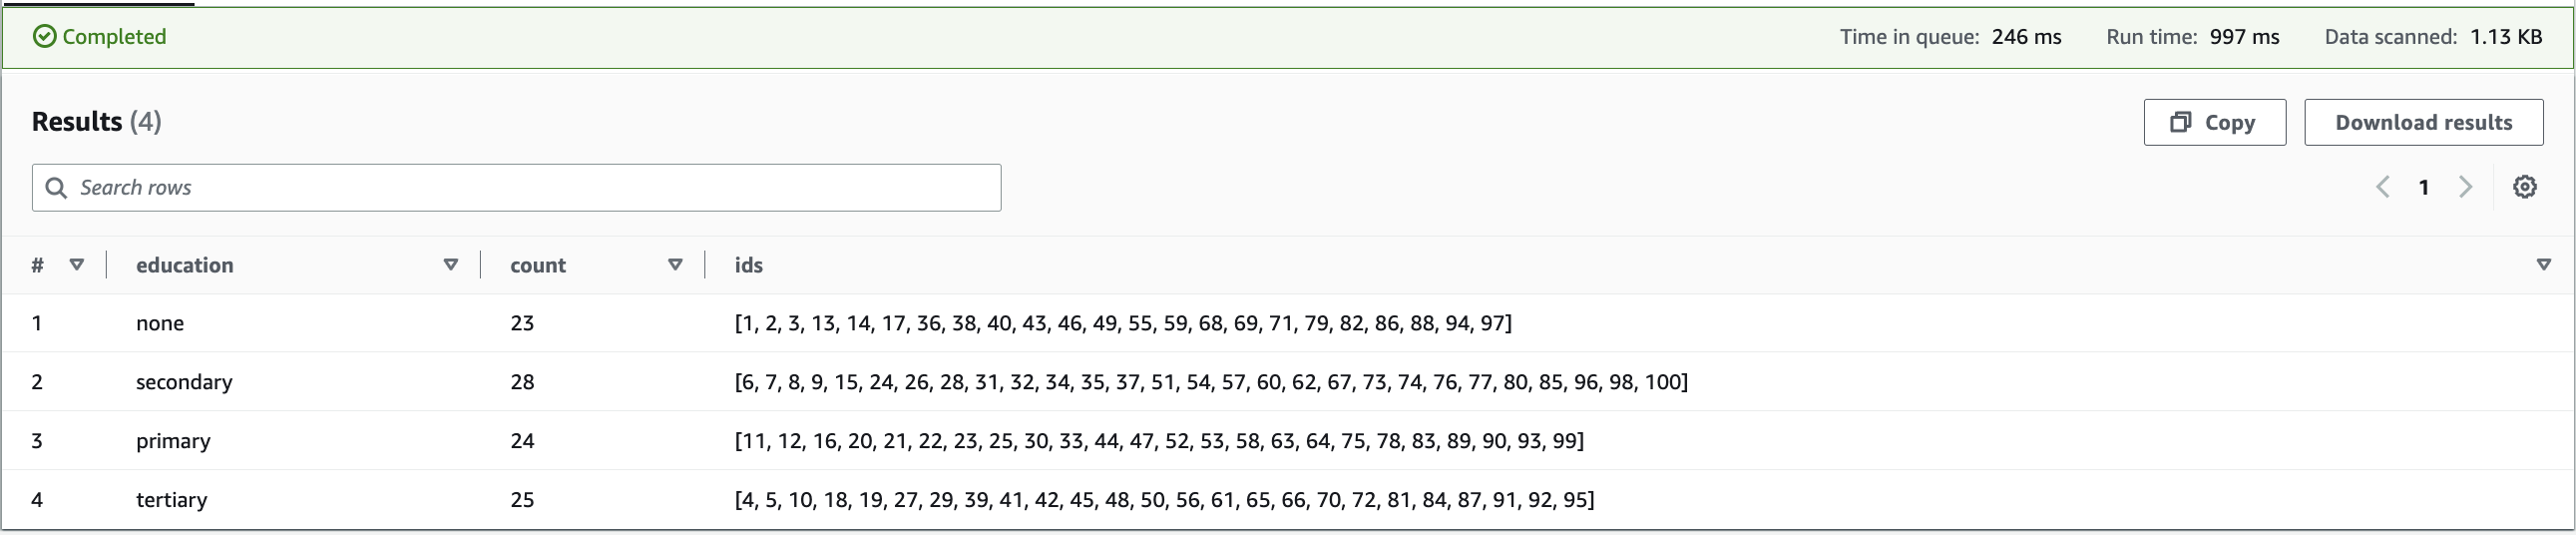 Completed Time in queue: 246 ms Run time: 997 ms Data scanned: 1.13 KB
Results (4) Copy Download results
Search rows 1
# education count ids
1 none 23 [1, 2, 3, 13, 14, 17, 36, 38, 40, 43, 46, 49, 55, 59, 68, 69, 71, 79, 82, 86, 88, 94, 97]
2 secondary 28 [6, 7, 8, 9, 15, 24, 26, 28, 31, 32, 34, 35, 37, 51, 54, 57, 60, 62, 67, 73, 74, 76, 77, 80, 85, 96, 98, 100]
3 primary 24 [11, 12, 16, 20, 21, 22, 23, 25, 30, 33, 44, 47, 52, 53, 58, 63, 64, 75, 78, 83, 89, 90, 93, 99]
4 tertiary 25 [4, 5, 10, 18, 19, 27, 29, 39, 41, 42, 45, 48, 50, 56, 61, 65, 66, 70, 72, 81, 84, 87, 91, 92, 95]